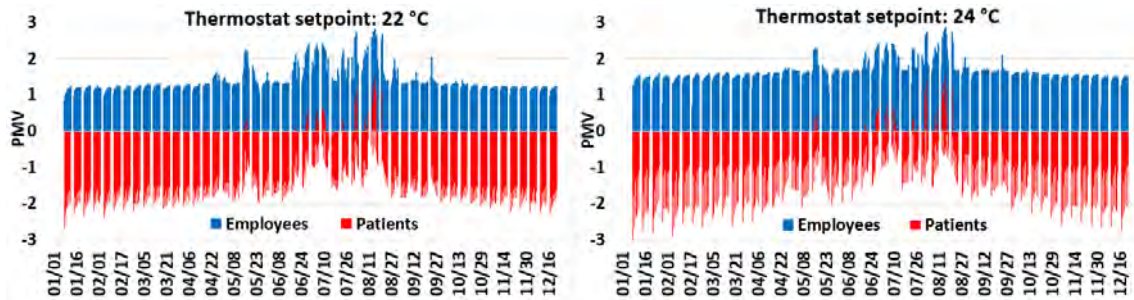 Thermostat setpoint: 22 °C
3
2
1
0
-1
-2
-3
PMV
Employees Patients
01/01 01/16 02/01 02/17 03/05 03/21 04/06 04/22 05/08 05/23 06/08 06/24 07/10 07/26 08/11 08/27 09/12 09/27 10/13 10/29 11/14 11/30 12/16
Thermostat setpoint: 24 °C
3
2
1
0
-1
-2
-3
PMV
Employees Patients
01/01 01/16 02/01 02/17 03/05 03/21 04/06 04/22 05/08 05/23 06/08 06/24 07/10 07/26 08/11 08/27 09/12 09/27 10/13 10/29 11/14 11/30 12/16